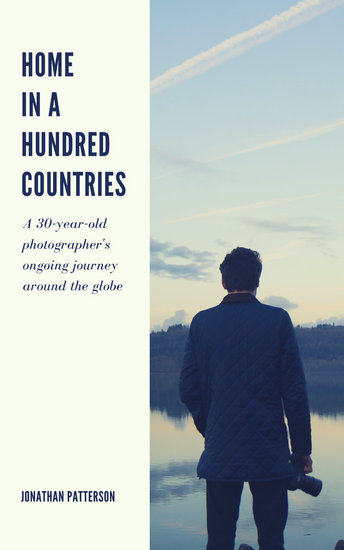 HOME
IN A
HUNDRED
COUNTRIES
A 30-year-old
photographer's
ongoing journey
around the globe
JONATHAN PATTERSON